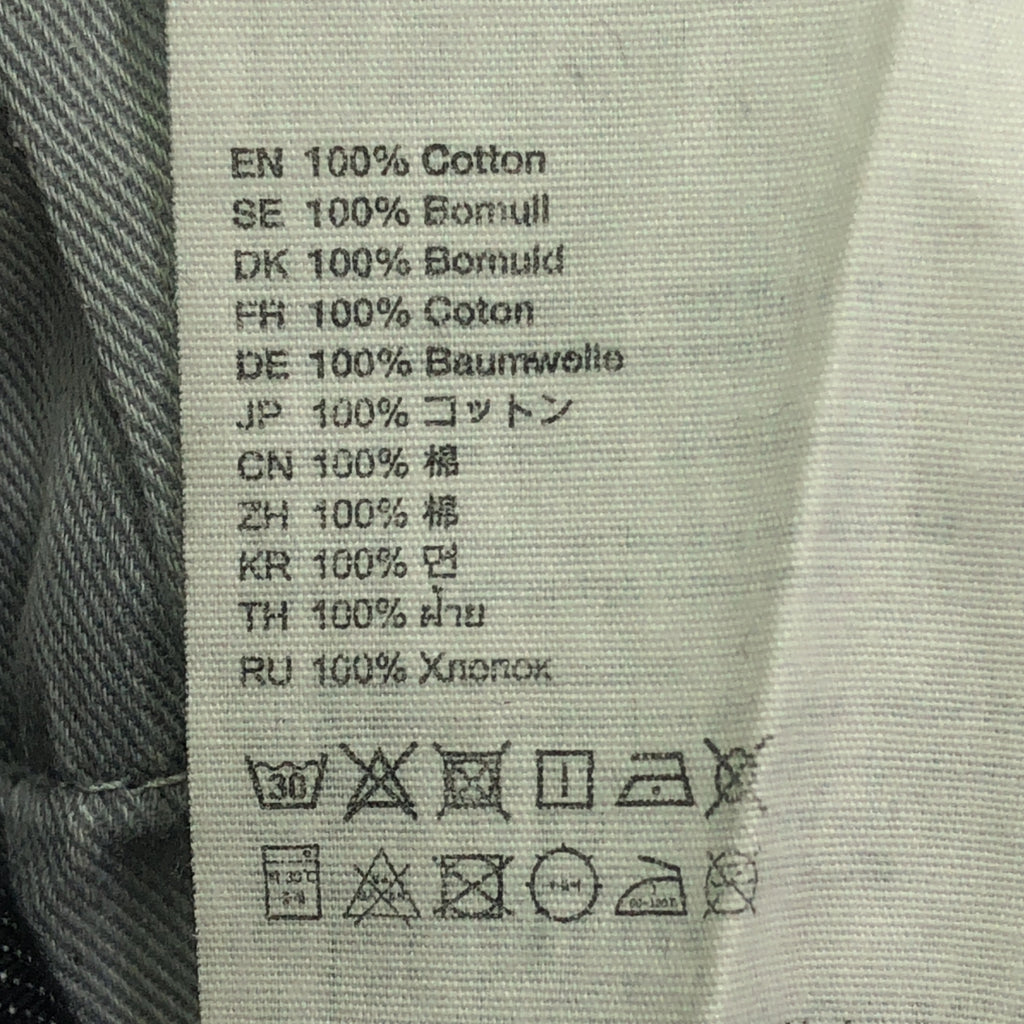 EN 100% Cotton
SE 100% Bomull
DK 100% Bomuld
FR 100% Coton
DE 100% Baumwolle
JP 100% コットン
CN 100% 棉
ZH 100% 棉
KR 100% 면
TH 100% ฝ้าย
RU 100% Хлопок
30